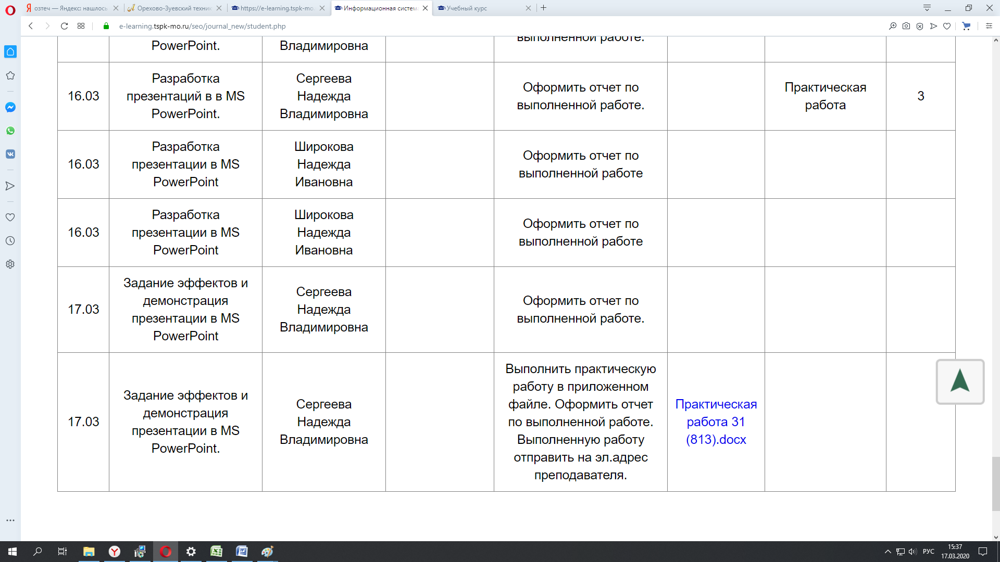 озтеч — Яндекс: нашлось
Орехово-Зуевский техник
https://e-learning.tspk-mo
Информационная систем
Учебный курс
e-learning.tspk-mo.ru/seo/journal_new/student.php
PowerPoint.
Владимировна
выполненной работе.
16.03
Разработка
презентаций в в MS
PowerPoint.
Сергеева
Надежда
Владимировна
Оформить отчет по
выполненной работе.
Практическая
работа
3
16.03
Разработка
презентации в MS
PowerPoint
Широкова
Надежда
Ивановна
Оформить отчет по
выполненной работе
16.03
Разработка
презентации в MS
PowerPoint
Широкова
Надежда
Ивановна
Оформить отчет по
выполненной работе
17.03
Задание эффектов и
демонстрация
презентации в MS
PowerPoint
Сергеева
Надежда
Владимировна
Оформить отчет по
выполненной работе.
17.03
Задание эффектов и
демонстрация
презентации в MS
PowerPoint.
Сергеева
Надежда
Владимировна
Выполнить практическую
работу в приложенном
файле. Оформить отчет
по выполненной работе.
Выполненную работу
отправить на эл.адрес
преподавателя.
Практическая
работа 31
(813).docx
РУС
15:37
17.03.2020